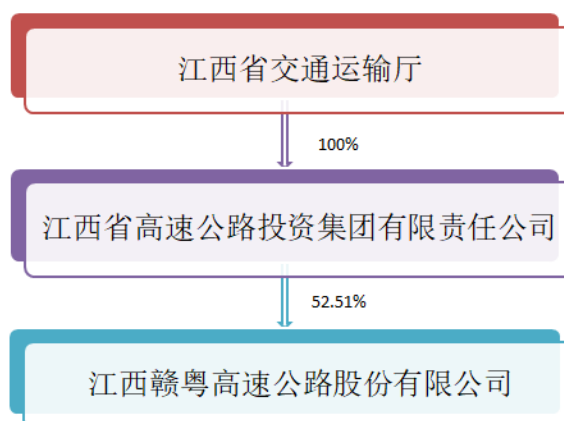 江西省交通运输厅
100%
江西省高速公路投资集团有限责任公司
52.51%
江西赣粤高速公路股份有限公司